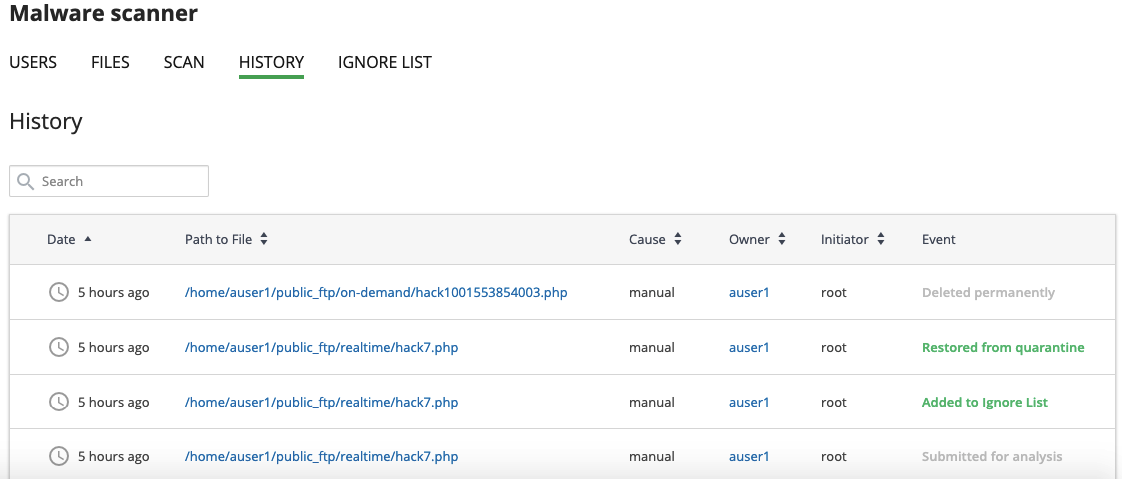 Malware scanner
USERS FILES SCAN HISTORY IGNORE LIST
History
Search
Date Path to File Cause Owner Initiator Event
5 hours ago /home/auser1/public_ftp/on-demand/hack1001553854003.php manual auser1 root Deleted permanently
5 hours ago /home/auser1/public_ftp/realtime/hack7.php manual auser1 root Restored from quarantine
5 hours ago /home/auser1/public_ftp/realtime/hack7.php manual auser1 root Added to Ignore List
5 hours ago /home/auser1/public_ftp/realtime/hack7.php manual auser1 root Submitted for analysis